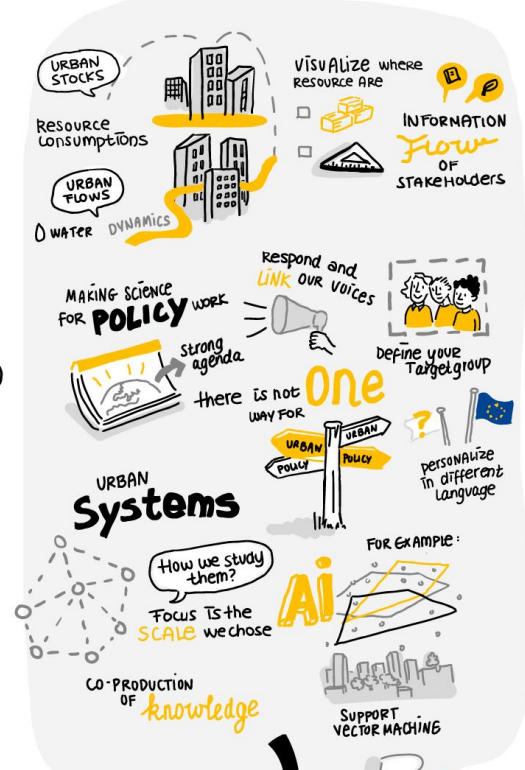 URBAN
STOCKS
Resource
Consumptions
URBAN
FLOWS
WATER DYNAMICS
VISUALIZE where
RESOURCE ARE
INFORMATION
Flows
OF
STAKEHOLDERS
MAKING SCIENCE
FOR POLICY WORK
strong
agenda
Respond and
LINK OUR VOICES
Define your
Targetgroup
there is not ONE
WAY FOR
URBAN
URBAN
POLICY
POLICY
?
personalize
in different
Language
URBAN
Systems
How we study
them?
Focus is the
SCALE we chose
CO-PRODUCTION
OF knowledge
FOR EXAMPLE:
Ai
SUPPORT
VECTOR MACHINE